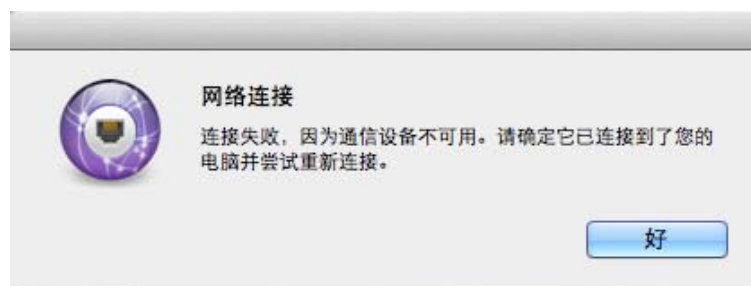 网络连接
连接失败，因为通信设备不可用。请确定它已连接到了您的
电脑并尝试重新连接。
好